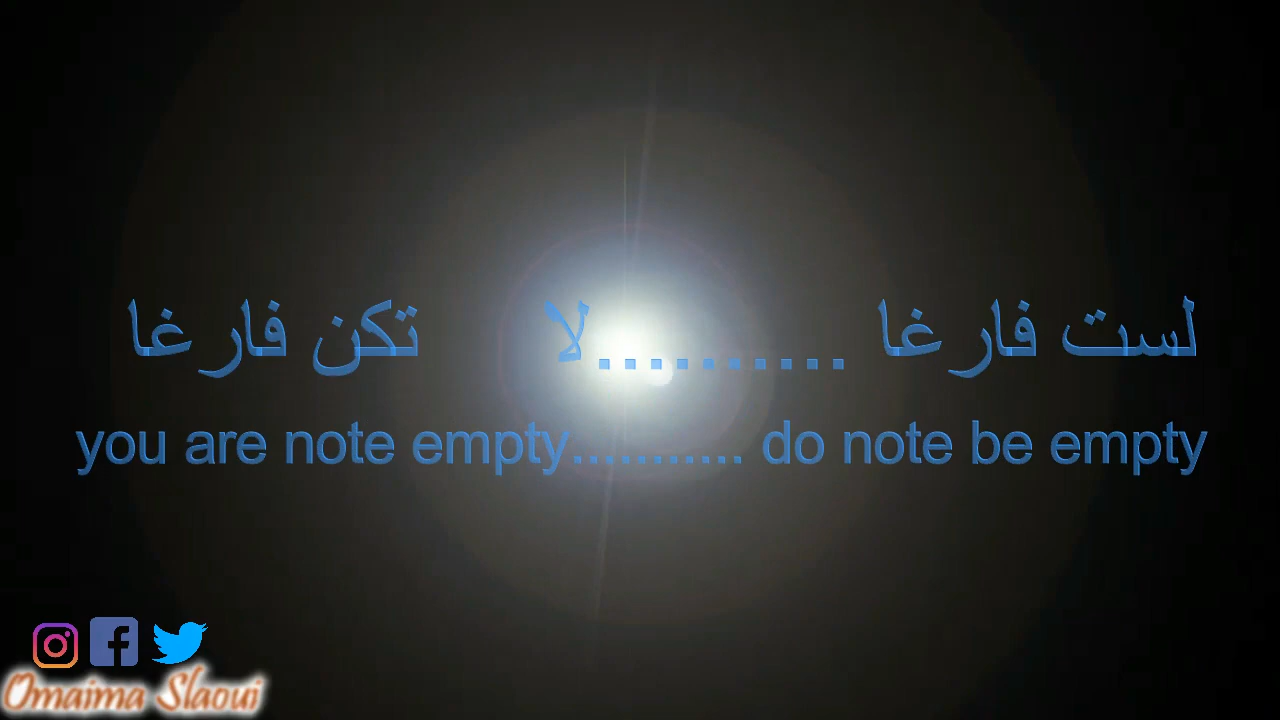 لست فارغا ..........لا تكن فارغا
you are note empty........... do note be empty
Omaima Slaoui